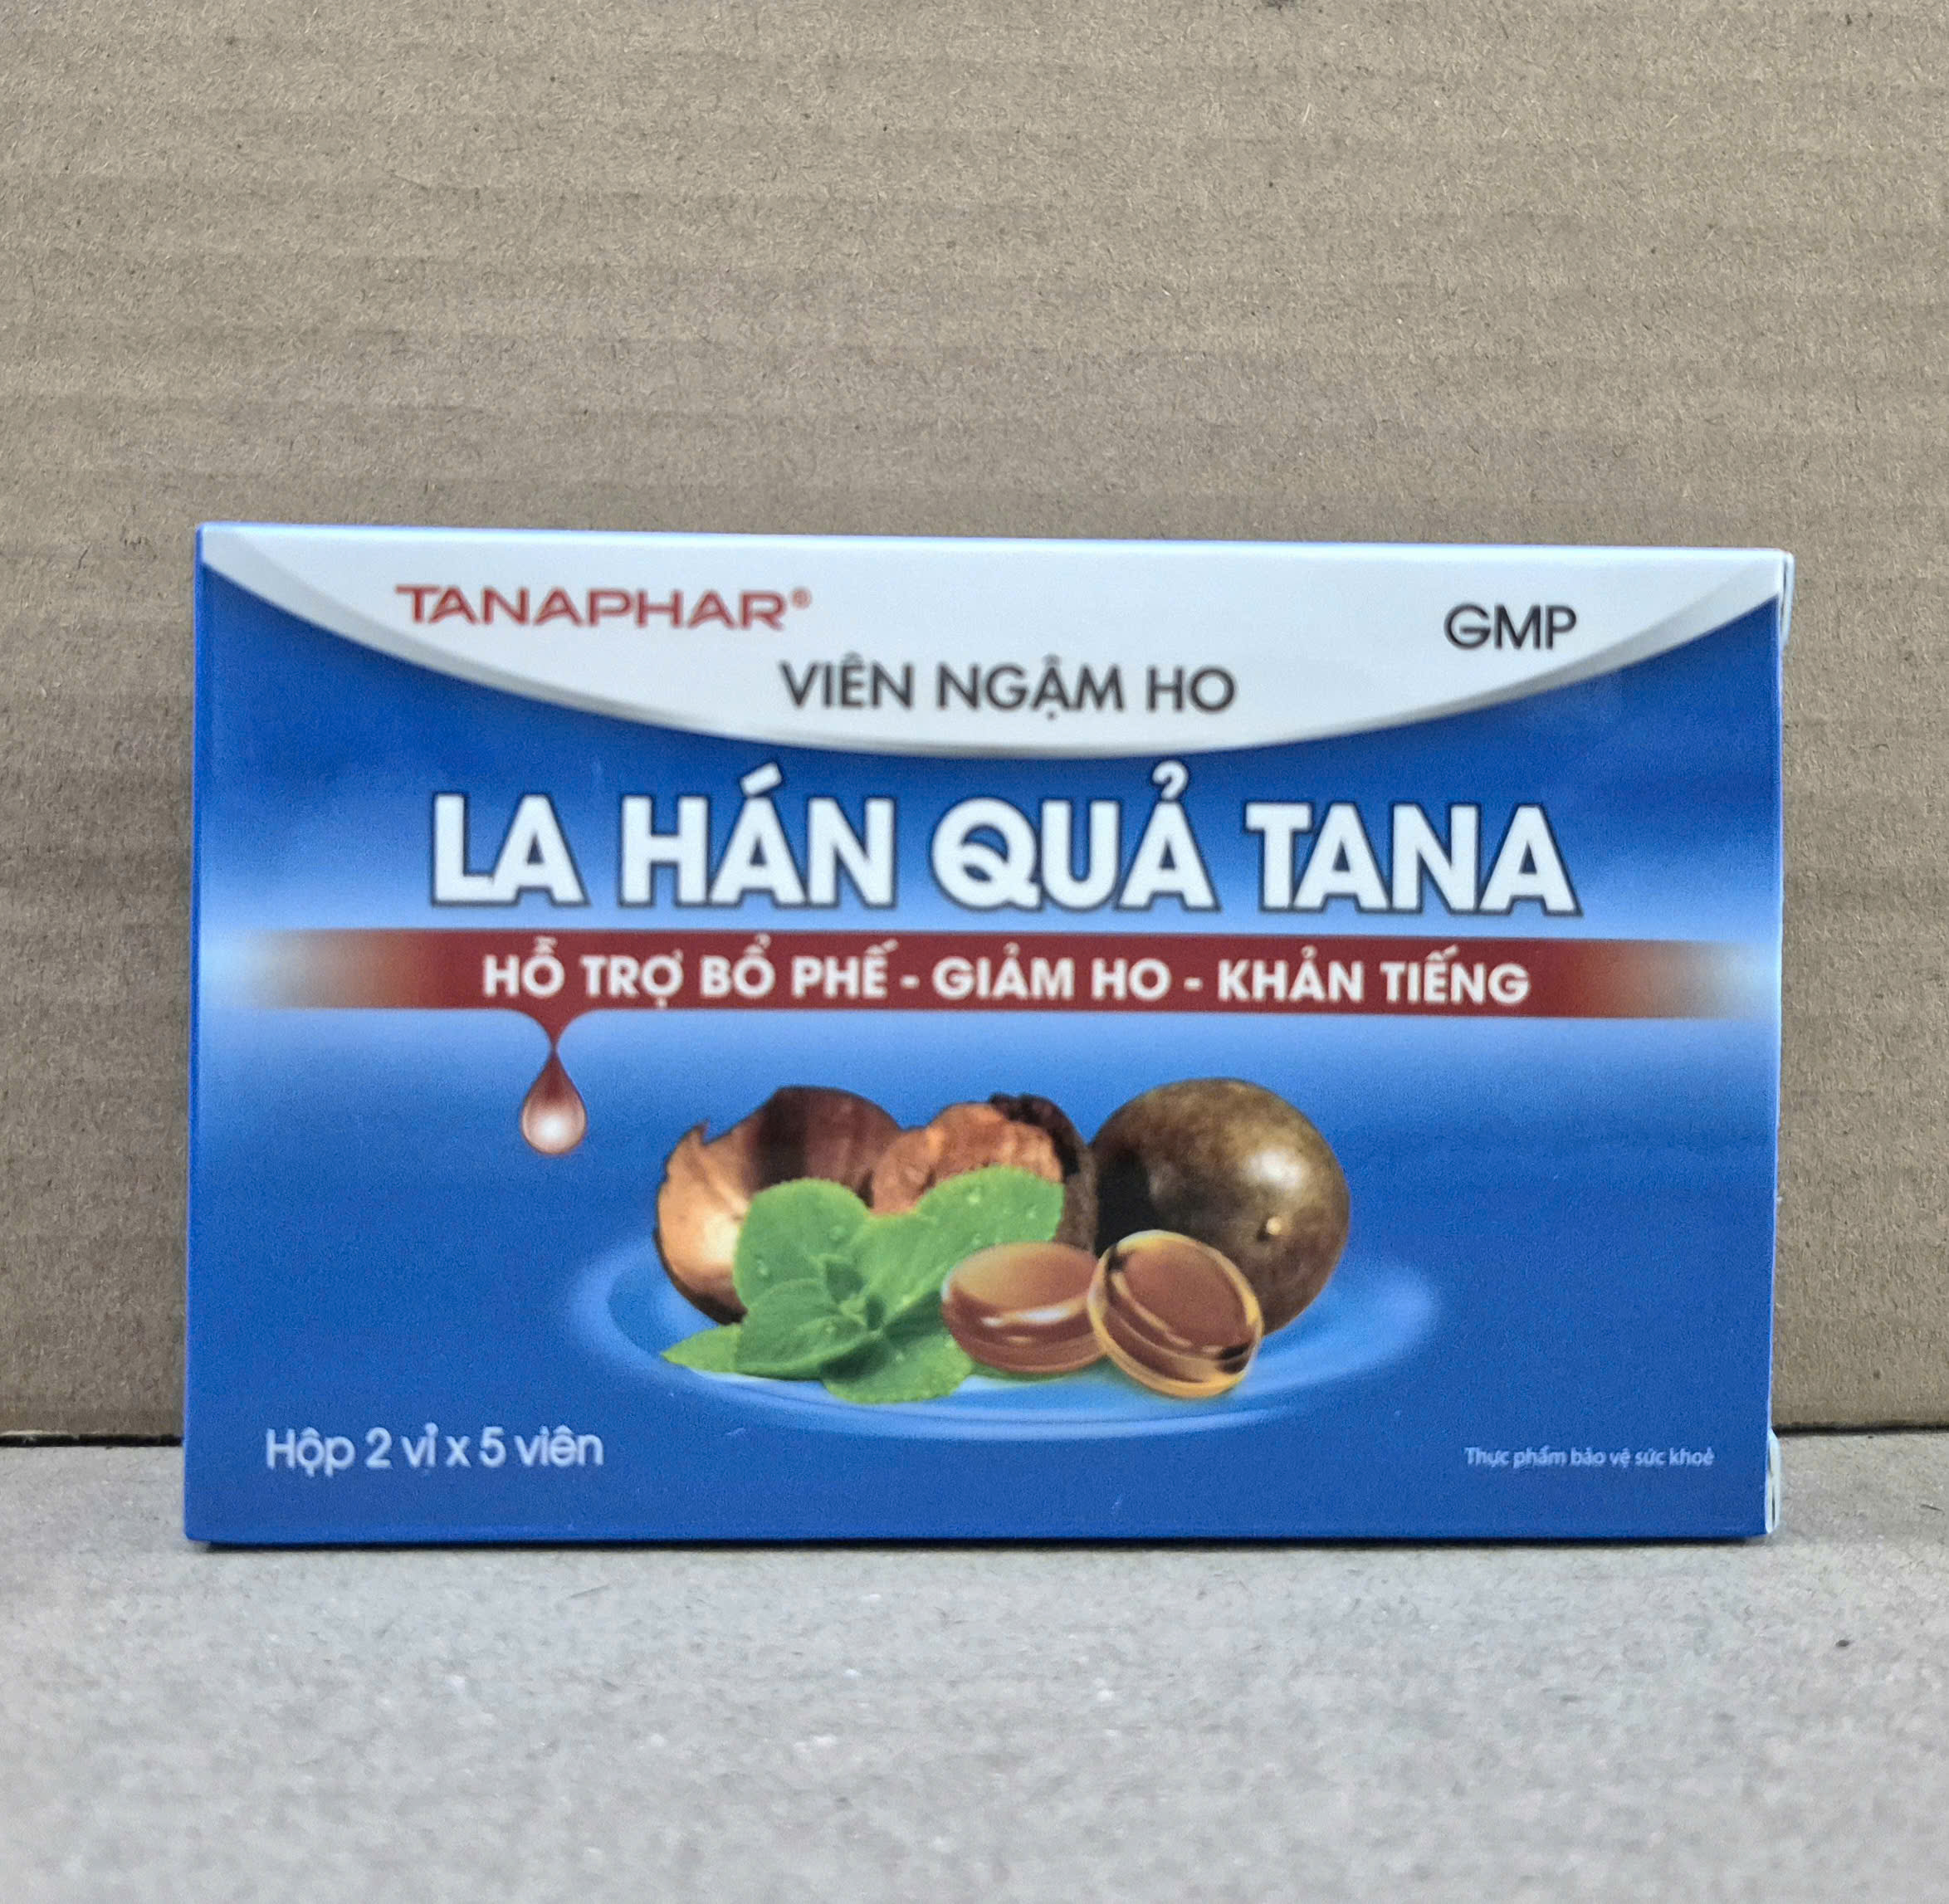 TANAPHAR®
GMP
VIÊN NGẬM HO
LA HÁN QUẢ TANA
HỖ TRỢ BỔ PHẾ - GIẢM HO - KHẢN TIẾNG
Hộp 2 vỉ x 5 viên
Thực phẩm bảo vệ sức khoẻ